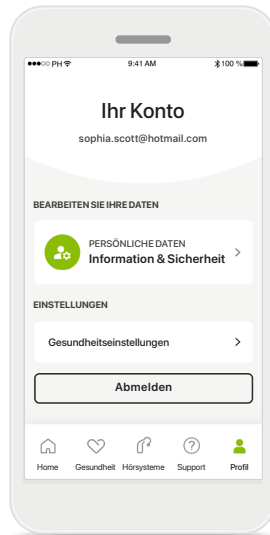 PH 9:41 AM 100 %
Ihr Konto
sophia.scott@hotmail.com
BEARBEITEN SIE IHRE DATEN
PERSÖNLICHE DATEN
Information & Sicherheit
EINSTELLUNGEN
Gesundheitseinstellungen
Abmelden
Home Gesundheit Hörsysteme Support Profil